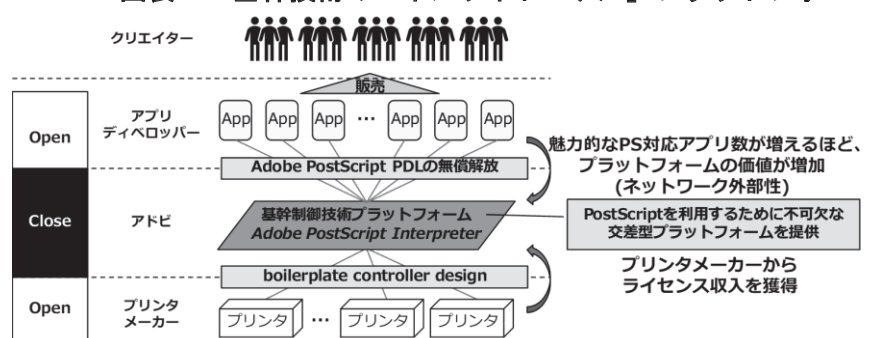 クリエイター
販売
Open
アプリ
ディベロッパー
App App App … App App App
Adobe PostScript PDLの無償解放
魅力的なPS対応アプリ数が増えるほど、
プラットフォームの価値が増加
(ネットワーク外部性)
Close
アドビ
基幹制御技術プラットフォーム
Adobe PostScript Interpreter
PostScriptを利用するために不可欠な
交差型プラットフォームを提供
boilerplate controller design
プリンタメーカーから
ライセンス収入を獲得
Open
プリンタ
メーカー
プリンタ … プリンタ プリンタ